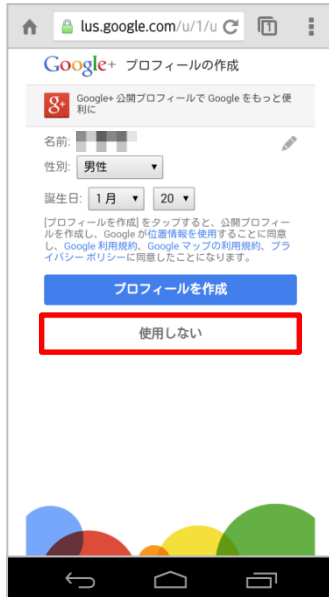 lus.google.com/u/1/u
1
Google+ プロフィールの作成
8+ Google+ 公開プロフィールで Google をもっと便利に
名前:
性別: 男性
誕生日: 1月 20
[プロフィールを作成] をタップすると、公開プロフィー
ルを作成し、Google が位置情報を使用することに同意
し、Google 利用規約、Google マップの利用規約、プラ
イバシー ポリシーに同意したことになります。
プロフィールを作成
使用しない